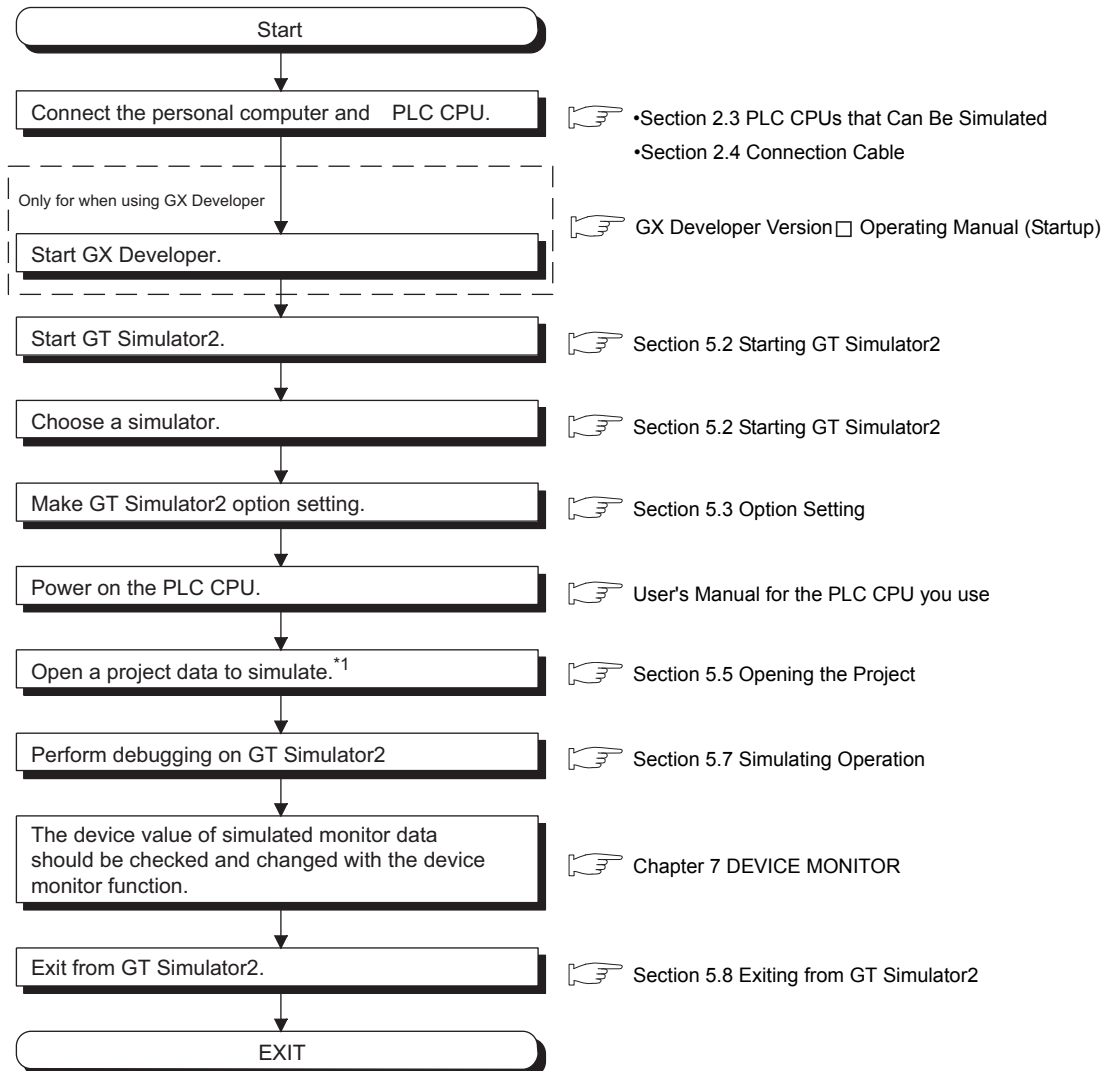 Start
Connect the personal computer and PLC CPU.
•Section 2.3 PLC CPUs that Can Be Simulated
•Section 2.4 Connection Cable
Only for when using GX Developer
Start GX Developer.
GX Developer Version□ Operating Manual (Startup)
Start GT Simulator2.
Section 5.2 Starting GT Simulator2
Choose a simulator.
Section 5.2 Starting GT Simulator2
Make GT Simulator2 option setting.
Section 5.3 Option Setting
Power on the PLC CPU.
User's Manual for the PLC CPU you use
Open a project data to simulate.*1
Section 5.5 Opening the Project
Perform debugging on GT Simulator2
Section 5.7 Simulating Operation
The device value of simulated monitor data
should be checked and changed with the device
monitor function.
Chapter 7 DEVICE MONITOR
Exit from GT Simulator2.
Section 5.8 Exiting from GT Simulator2
EXIT